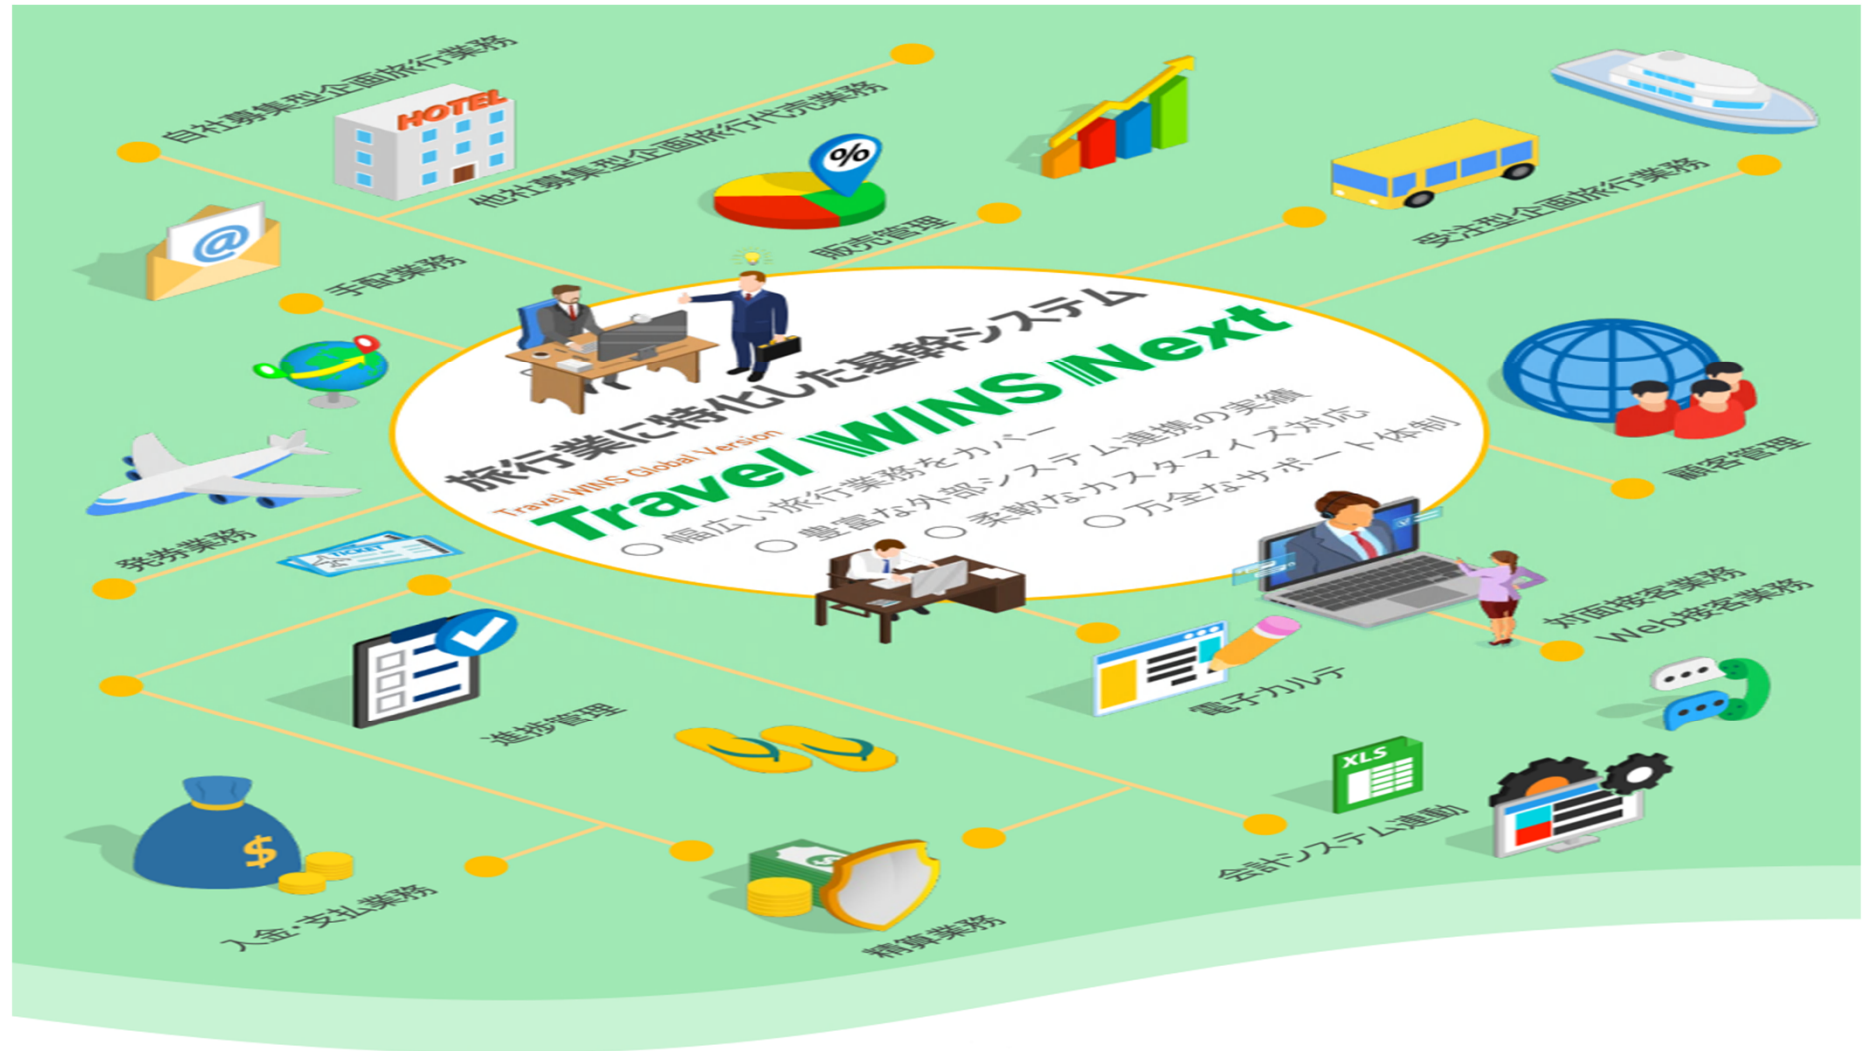 自社募集型企画旅行業務
HOTEL
他社募集型企画旅行代売業務
%
販売管理
受注型企画旅行業務
@
手配業務
旅行業に特化した基幹システム
Travel WINS Global Version
Travel WINS Next
○ 幅広い旅行業務をカバー
○ 豊富な外部システム連携の実績
○ 柔軟なカスタマイズ対応
○ 万全なサポート体制
顧客管理
発券業務
TICKET
対面接客業務
Web接客業務
電子カルテ
進捗管理
XLS
会計システム連動
$
入金・支払業務
精算業務